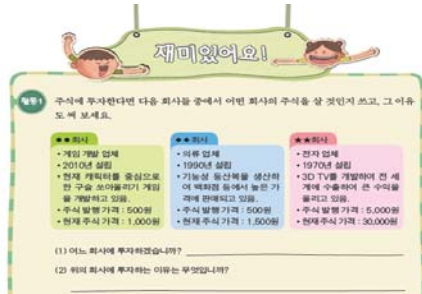 재미있어요!
활동1 주식에 투자한다면 다음 회사들 중에서 어떤 회사의 주식을 살 것인지 쓰고, 그 이유
도 써 보세요.
●●회사
• 게임 개발 업체
• 2010년 설립
• 현재 캐릭터를 중심으로
한 구슬 쏘아올리기 게임
을 개발하고 있음.
• 주식 발행 가격 : 500원
• 현재 주식 가격 : 1,000원
◆◆회사
• 의류 업체
• 1990년 설립
• 기능성 등산복을 생산하
여 백화점 등에서 높은 가
격에 판매되고 있음.
• 주식 발행 가격 : 500원
• 현재 주식 가격 : 1,500원
★★회사
• 전자 업체
• 1970년 설립
• 3D TV를 개발하여 전 세
계에 수출하여 큰 수익을
올리고 있음.
• 주식 발행 가격 : 5,000원
• 현재 주식 가격 : 30,000원
(1) 어느 회사에 투자하겠습니까?
(2) 위의 회사에 투자하는 이유는 무엇입니까?